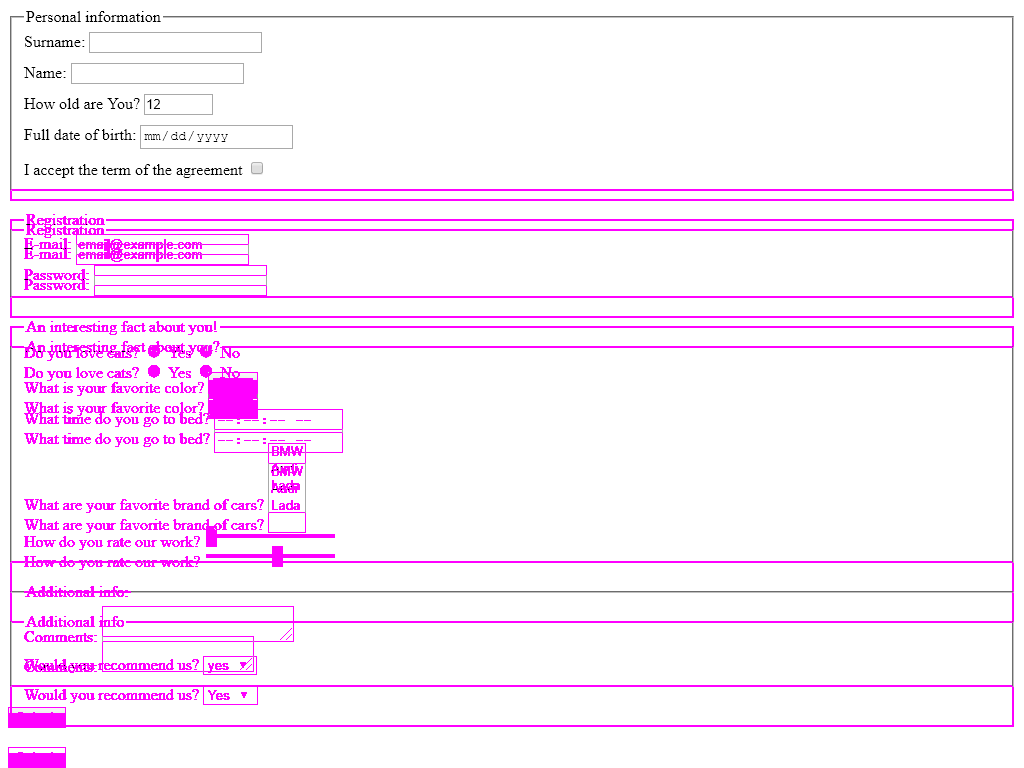 Personal information
Surname:
Name:
How old are You? 12
Full date of birth: mm/dd/yyyy
I accept the term of the agreement
Registration
Registration
E-mail: email@example.com
E-mail: email@example.com
Password:
Password:
An interesting fact about you!
An interesting fact about you?
Do you love cats? Yes No
Do you love cats? Yes No
What is your favorite color?
What is your favorite color?
What time do you go to bed? --:--:-- --
What time do you go to bed? --:--:-- --
BMW
Audi
BMW
Lada
Audi
What are your favorite brand of cars? Lada
What are your favorite brand of cars?
How do you rate our work?
How do you rate our work?
Additional info:
Additional info
Comments:
Would you recommend us? yes
Comments:
Would you recommend us? Yes